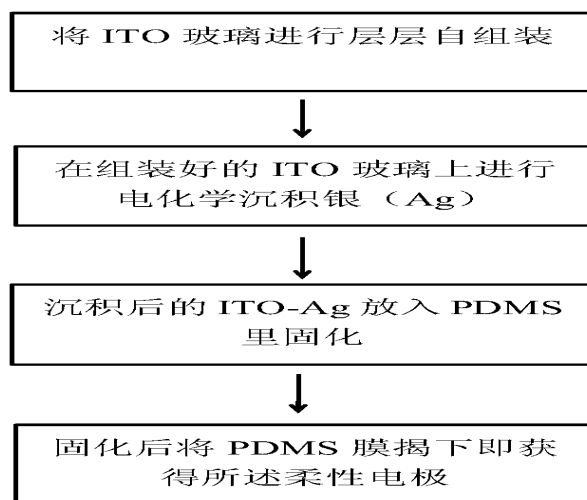 将 ITO 玻璃进行层层自组装
在组装好的 ITO 玻璃上进行
电化学沉积银（Ag）
沉积后的 ITO-Ag 放入 PDMS
里固化
固化后将 PDMS 膜揭下即获
得所述柔性电极